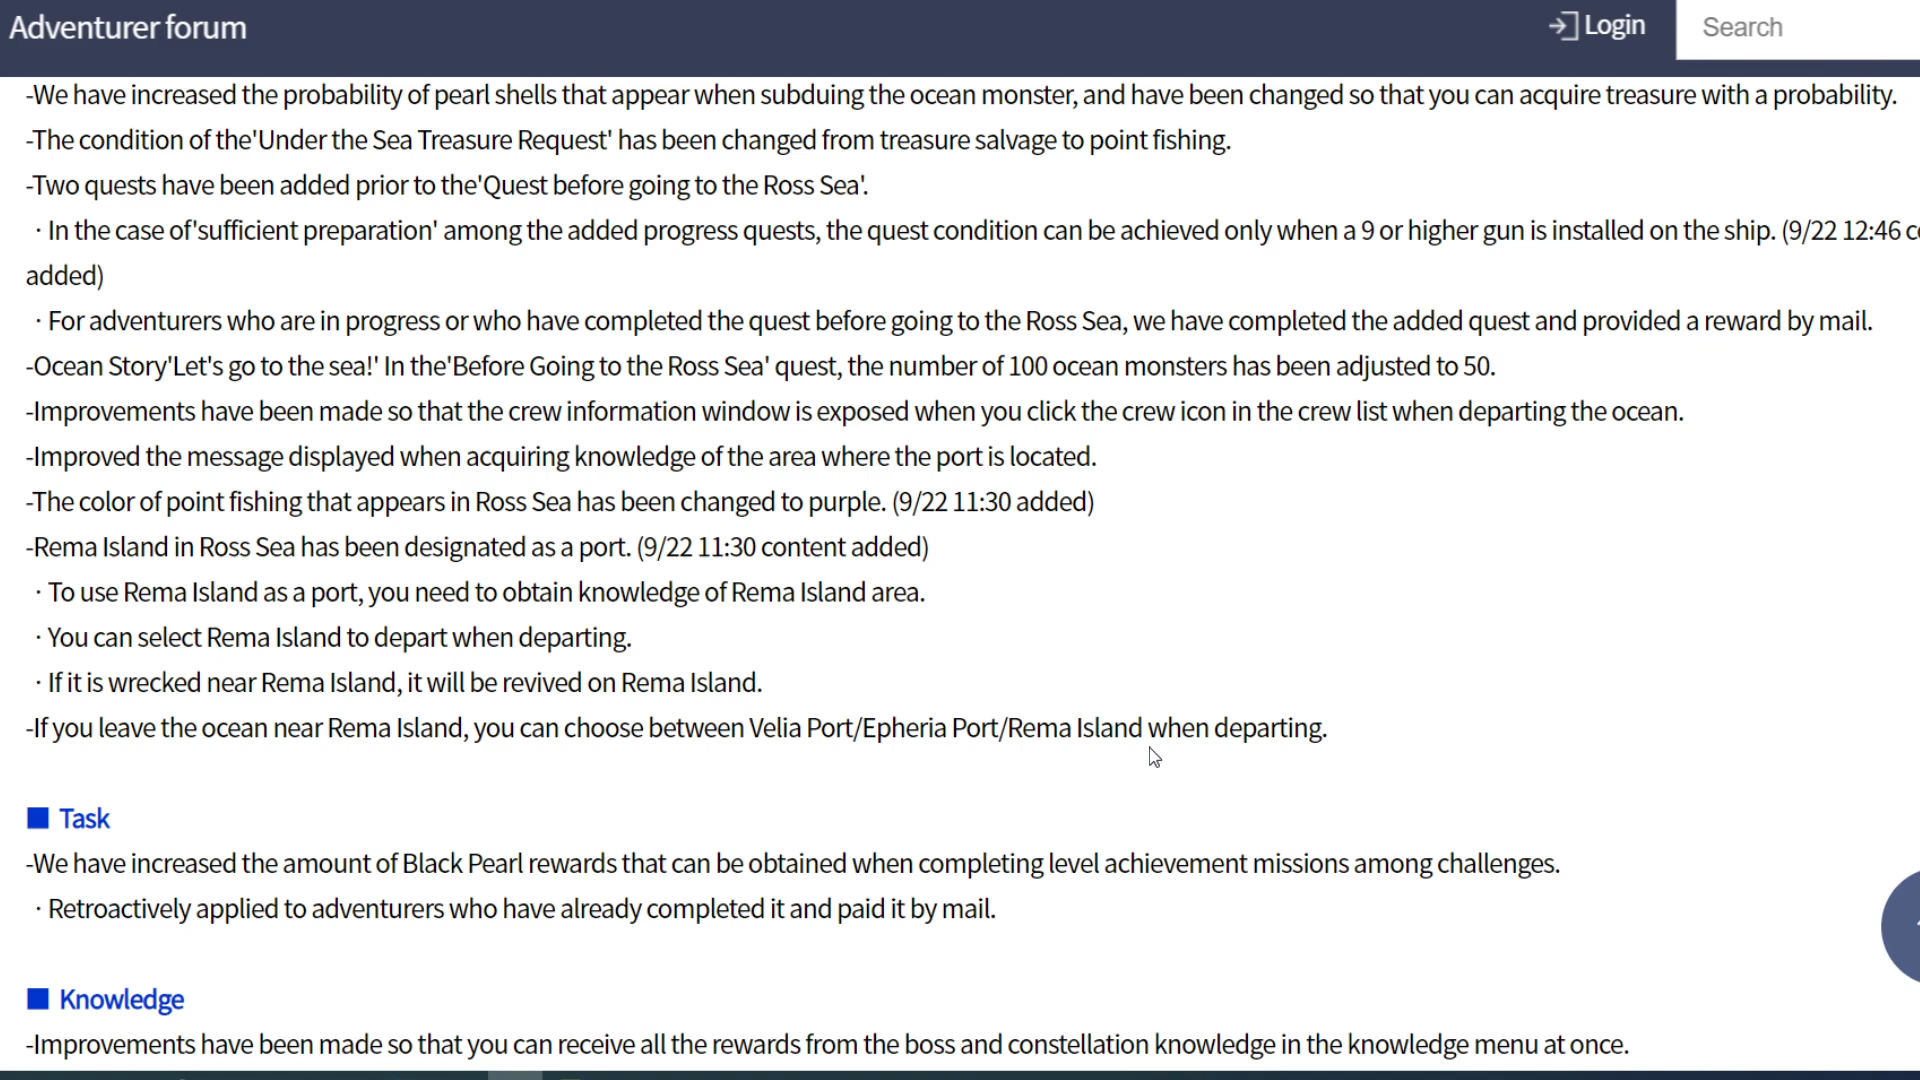 Adventurer forum
Login
Search
-We have increased the probability of pearl shells that appear when subduing the ocean monster, and have been changed so that you can acquire treasure with a probability.
-The condition of the'Under the Sea Treasure Request' has been changed from treasure salvage to point fishing.
-Two quests have been added prior to the'Quest before going to the Ross Sea'.
· In the case of'sufficient preparation' among the added progress quests, the quest condition can be achieved only when a 9 or higher gun is installed on the ship. (9/22 12:46
added)
· For adventurers who are in progress or who have completed the quest before going to the Ross Sea, we have completed the added quest and provided a reward by mail.
-Ocean Story'Let's go to the sea!' In the'Before Going to the Ross Sea' quest, the number of 100 ocean monsters has been adjusted to 50.
-Improvements have been made so that the crew information window is exposed when you click the crew icon in the crew list when departing the ocean.
-Improved the message displayed when acquiring knowledge of the area where the port is located.
-The color of point fishing that appears in Ross Sea has been changed to purple. (9/22 11:30 added)
-Rema Island in Ross Sea has been designated as a port. (9/22 11:30 content added)
· To use Rema Island as a port, you need to obtain knowledge of Rema Island area.
· You can select Rema Island to depart when departing.
· If it is wrecked near Rema Island, it will be revived on Rema Island.
-If you leave the ocean near Rema Island, you can choose between Velia Port/Epheria Port/Rema Island when departing.
■ Task
-We have increased the amount of Black Pearl rewards that can be obtained when completing level achievement missions among challenges.
· Retroactively applied to adventurers who have already completed it and paid it by mail.
■ Knowledge
-Improvements have been made so that you can receive all the rewards from the boss and constellation knowledge in the knowledge menu at once.